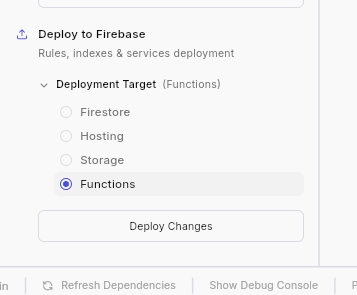 Deploy to Firebase
Rules, indexes & services deployment
Deployment Target (Functions)
Firestore
Hosting
Storage
Functions
Deploy Changes
Refresh Dependencies
Show Debug Console